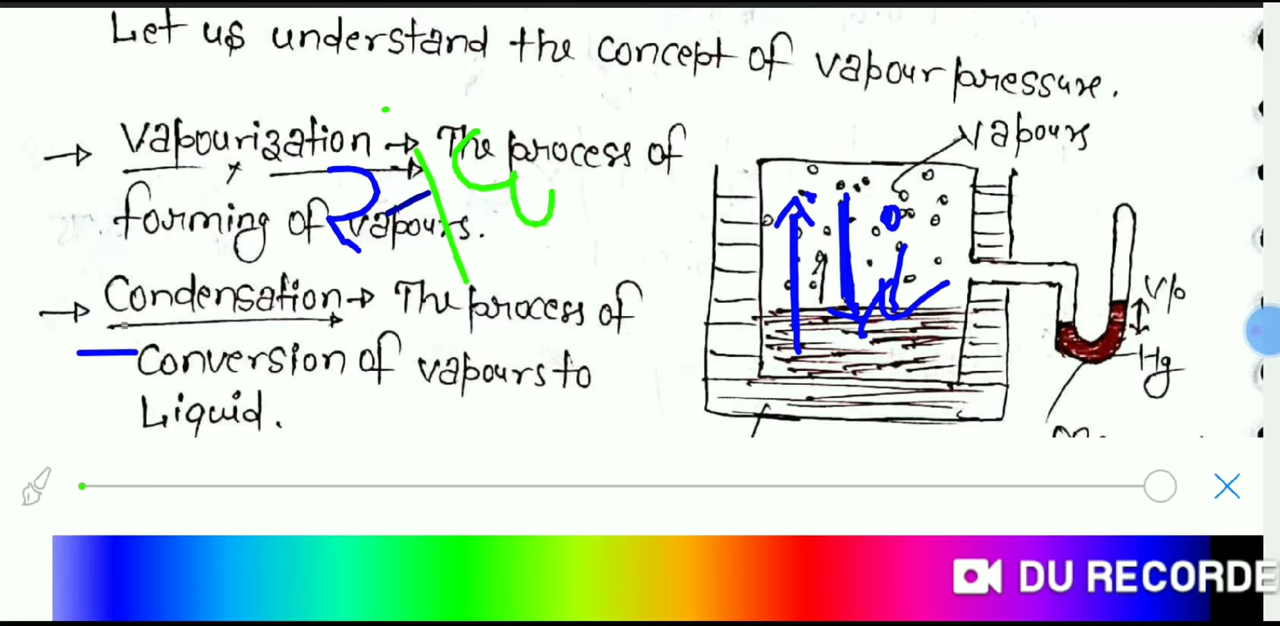 Let us understand the concept of vapour pressure.
→ Vapourization → The process of
forming of vapours.
→ Condensation → The process of
Conversion of vapours to
Liquid.
vapours
Hg
DU RECORDE